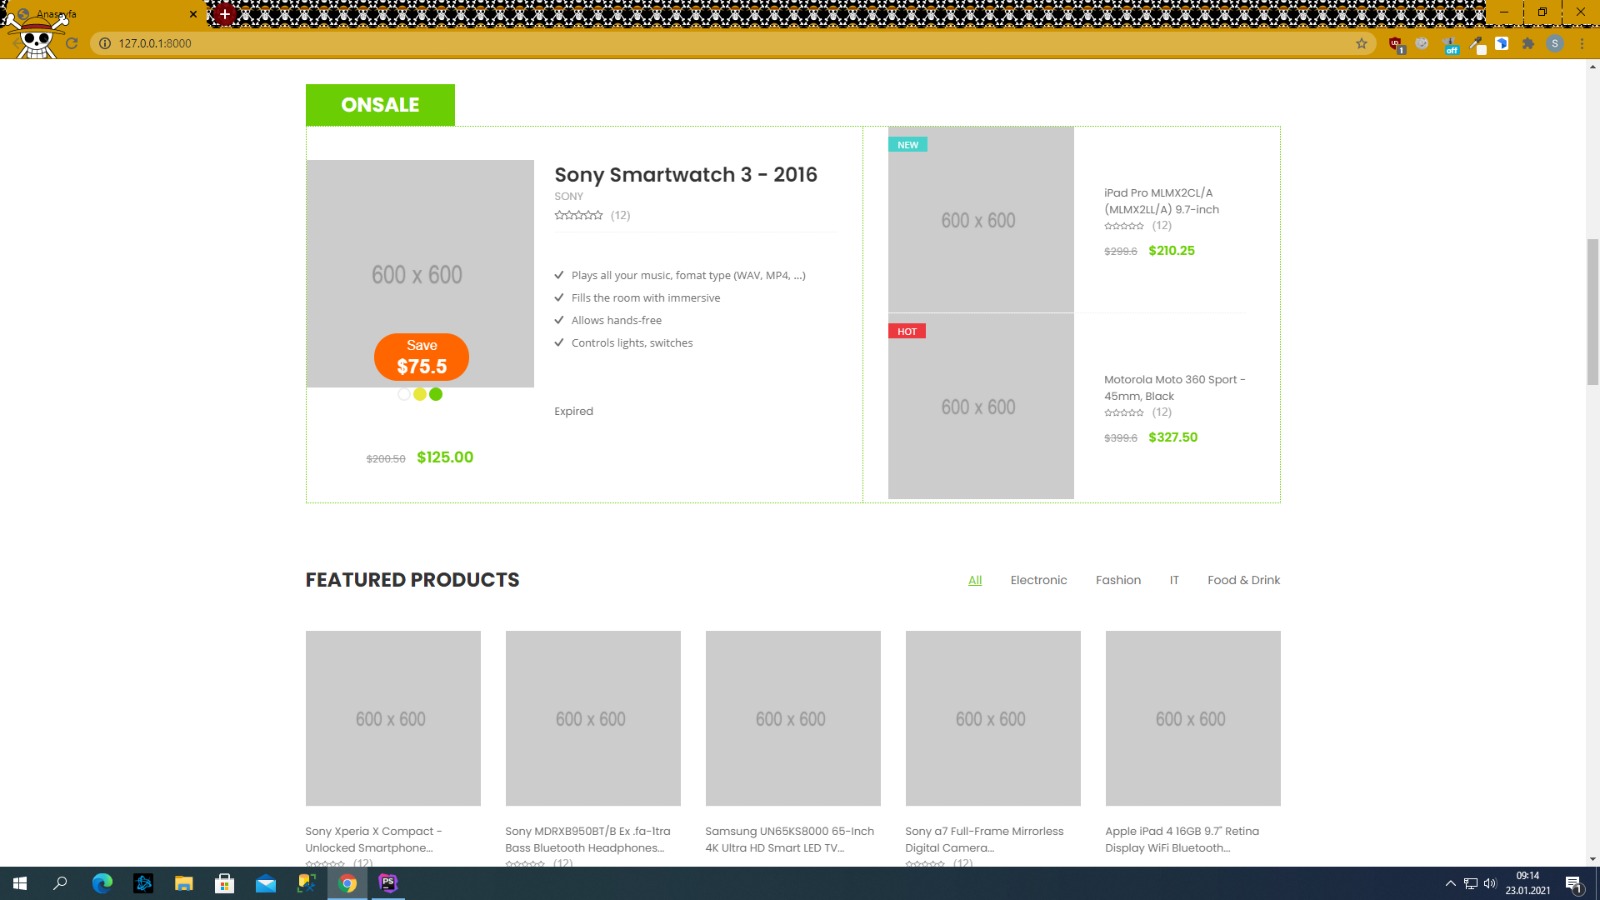 Anasayfa
127.0.0.1:8000
1
off
S
ONSALE
600 x 600
Save
$75.5
$200.50 $125.00
Sony Smartwatch 3 - 2016
SONY
(12)
Plays all your music, fomat type (WAV, MP4, ...)
Fills the room with immersive
Allows hands-free
Controls lights, switches
Expired
NEW
600 x 600
iPad Pro MLMX2CL/A
(MLMX2LL/A) 9.7-inch
(12)
$299.6 $210.25
HOT
600 x 600
Motorola Moto 360 Sport -
45mm, Black
(12)
$399.6 $327.50
FEATURED PRODUCTS
All Electronic Fashion IT Food & Drink
600 x 600
600 x 600
600 x 600
600 x 600
600 x 600
Sony Xperia X Compact -
Unlocked Smartphone...
(12)
Sony MDRXB950BT/B Ex .fa-1tra
Bass Bluetooth Headphones...
(12)
Samsung UN65KS8000 65-Inch
4K Ultra HD Smart LED TV...
Sony a7 Full-Frame Mirrorless
Digital Camera...
(12)
Apple iPad 4 16GB 9.7" Retina
Display WiFi Bluetooth...
PS
09:14
23.01.2021
1